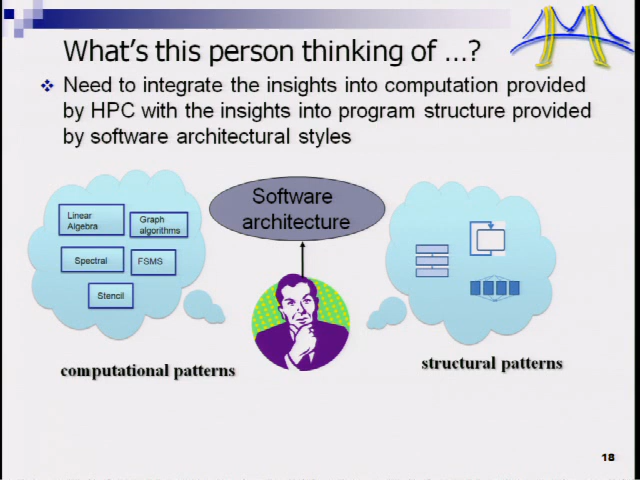 What's this person thinking of …?
Need to integrate the insights into computation provided
by HPC with the insights into program structure provided
by software architectural styles
Software
architecture
Linear
Algebra
Graph
algorithms
Spectral
FSMS
Stencil
computational patterns
structural patterns
18